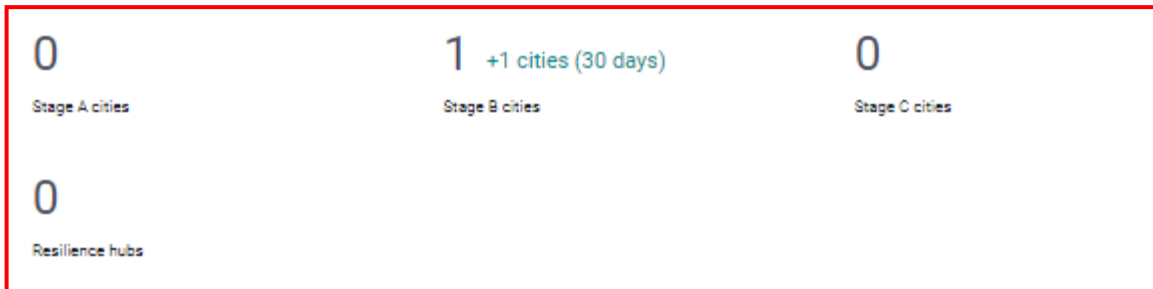 0
Stage A cities
1 +1 cities (30 days)
Stage B cities
0
Stage C cities
0
Resilience hubs